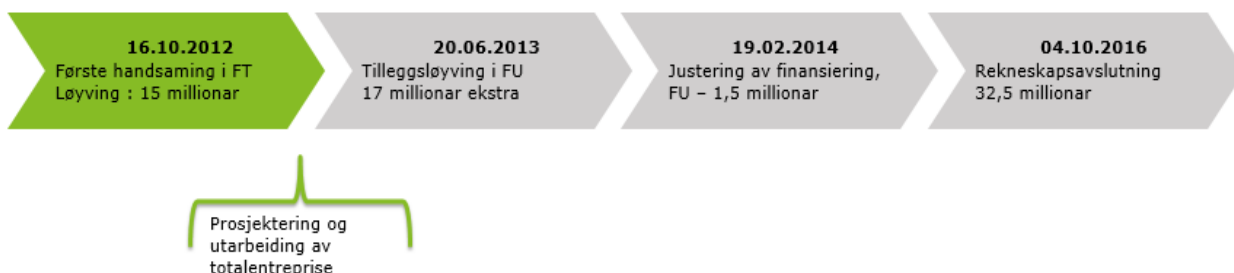 16.10.2012
Første handsaming i FT
Løyving : 15 millionar
20.06.2013
Tilleggsløyving i FU
17 millionar ekstra
19.02.2014
Justering av finansiering,
FU – 1,5 millionar
04.10.2016
Rekneskapsavslutning
32,5 millionar
Prosjektering og
utarbeiding av
totalentreprise